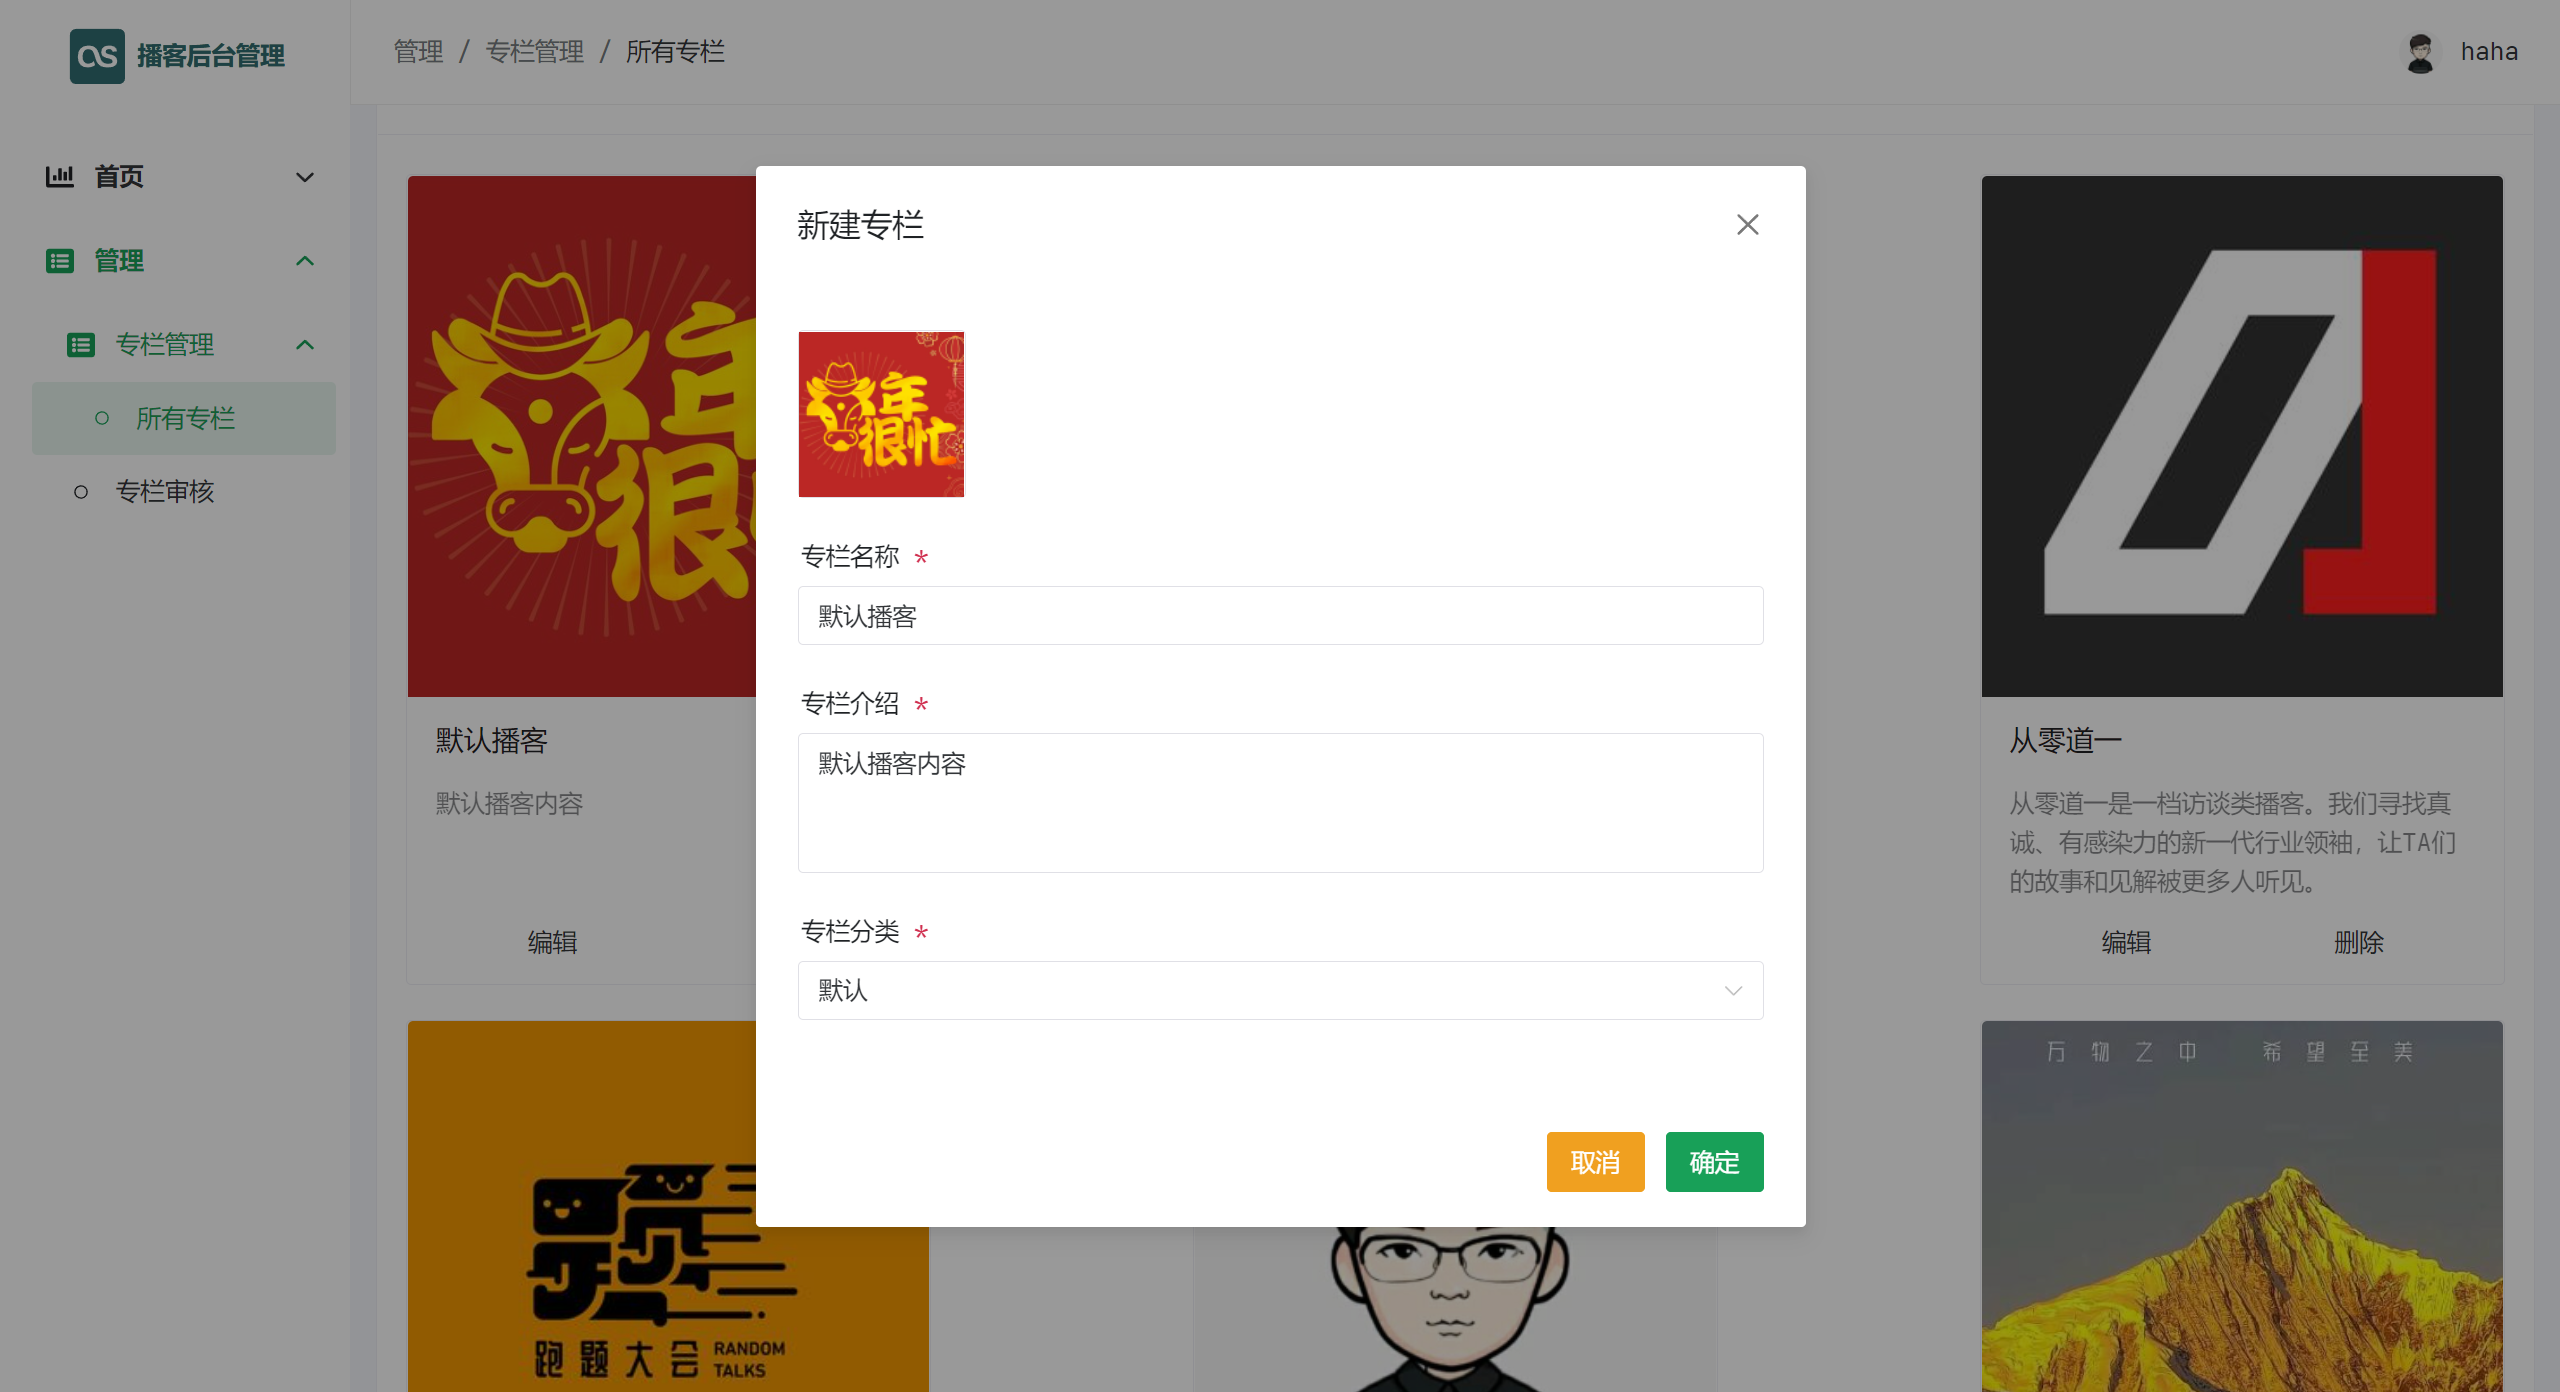 播客后台管理
管理 / 专栏管理 / 所有专栏
haha
首页
管理
专栏管理
所有专栏
专栏审核
年
很忙
默认播客
默认播客内容
编辑
新建专栏
年
很忙
专栏名称 *
默认播客
专栏介绍 *
默认播客内容
专栏分类 *
默认
取消
确定
从零道一
从零道一是一档访谈类播客。我们寻找真
诚、有感染力的新一代行业领袖，让TA们
的故事和见解被更多人听见。
编辑
删除
跑题大会
RANDOM
TALKS
万物之中 希望至美